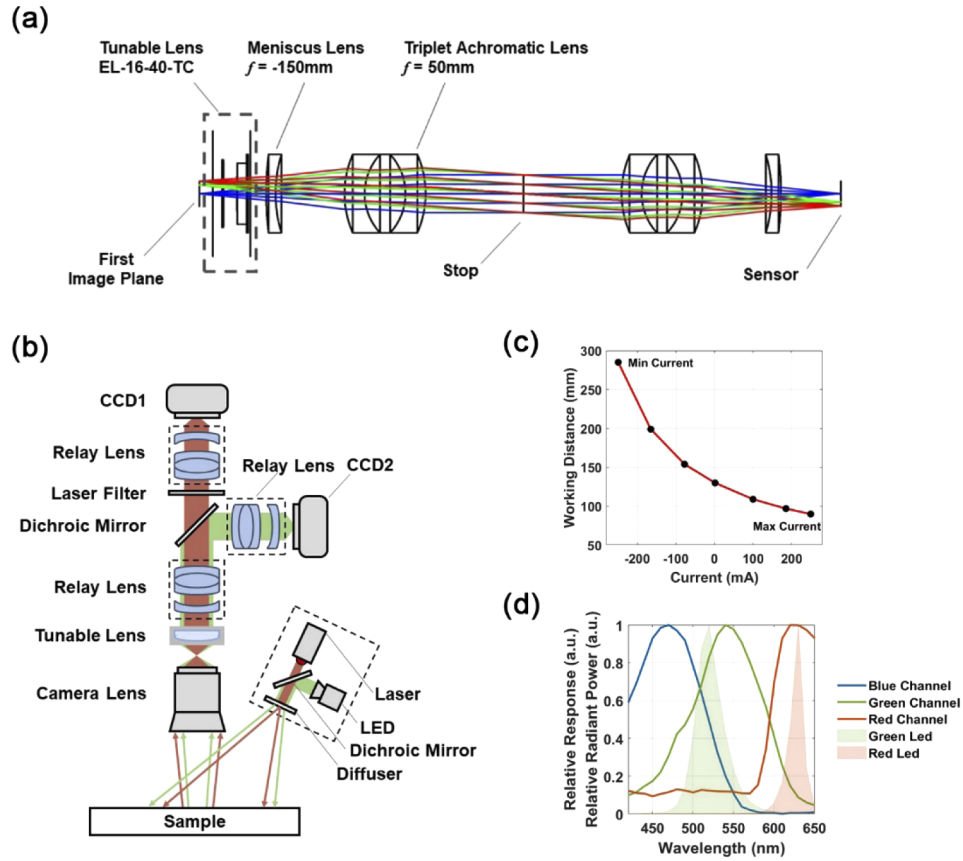 (a)
Tunable Lens
EL-16-40-TC
Meniscus Lens
f = -150mm
Triplet Achromatic Lens
f = 50mm
First
Image Plane
Stop
Sensor
(b)
CCD1
Relay Lens
Laser Filter
Dichroic Mirror
Relay Lens
Tunable Lens
Camera Lens
Relay Lens
CCD2
Laser
LED
Dichroic Mirror
Diffuser
Sample
(c)
Working Distance (mm)
300
250
200
150
100
50
Min Current
Max Current
-200 -100 0 100 200
Current (mA)
(d)
Relative Response (a.u.)
Relative Radiant Power (a.u.)
1
0.8
0.6
0.4
0.2
0
450 500 550 600 650
Wavelength (nm)
Blue Channel
Green Channel
Red Channel
Green Led
Red Led